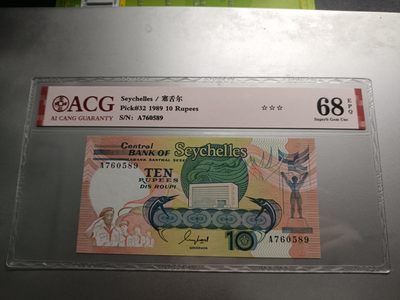 ACG
AI CANG GUARANTY
Seychelles / 塞舌尔
Pick#32 1989 10 Rupees
S/N: A760589
☆☆☆
68
EPQ
Superb Gem Unc
Central
BANK OF Seychelles
A760589
TEN
RUPEES
DIS ROUPI
GOVERNOR
10
A760589